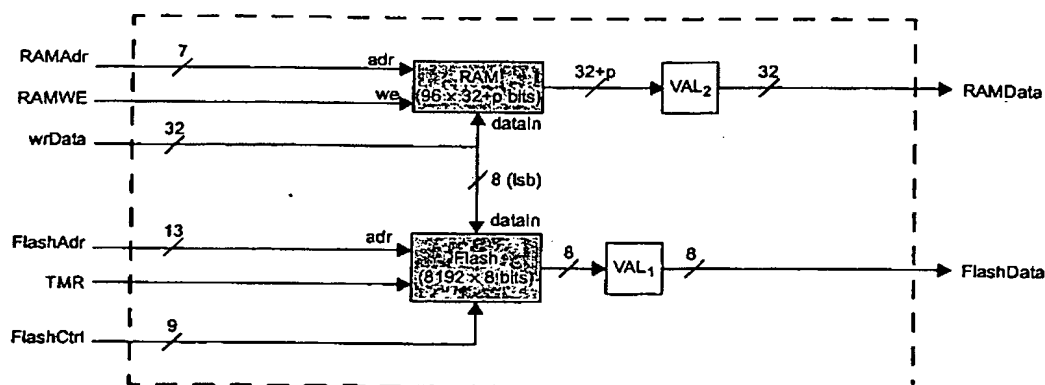 RAMAdr
7
adr
RAM
(96 × 32+p bits)
32+p
VAL2
32
RAMData
RAMWE
we
wrData
32
dataIn
8 (lsb)
dataIn
FlashAdr
13
adr
Flash
(8192 × 8 bits)
8
VAL1
8
FlashData
TMR
FlashCtrl
9